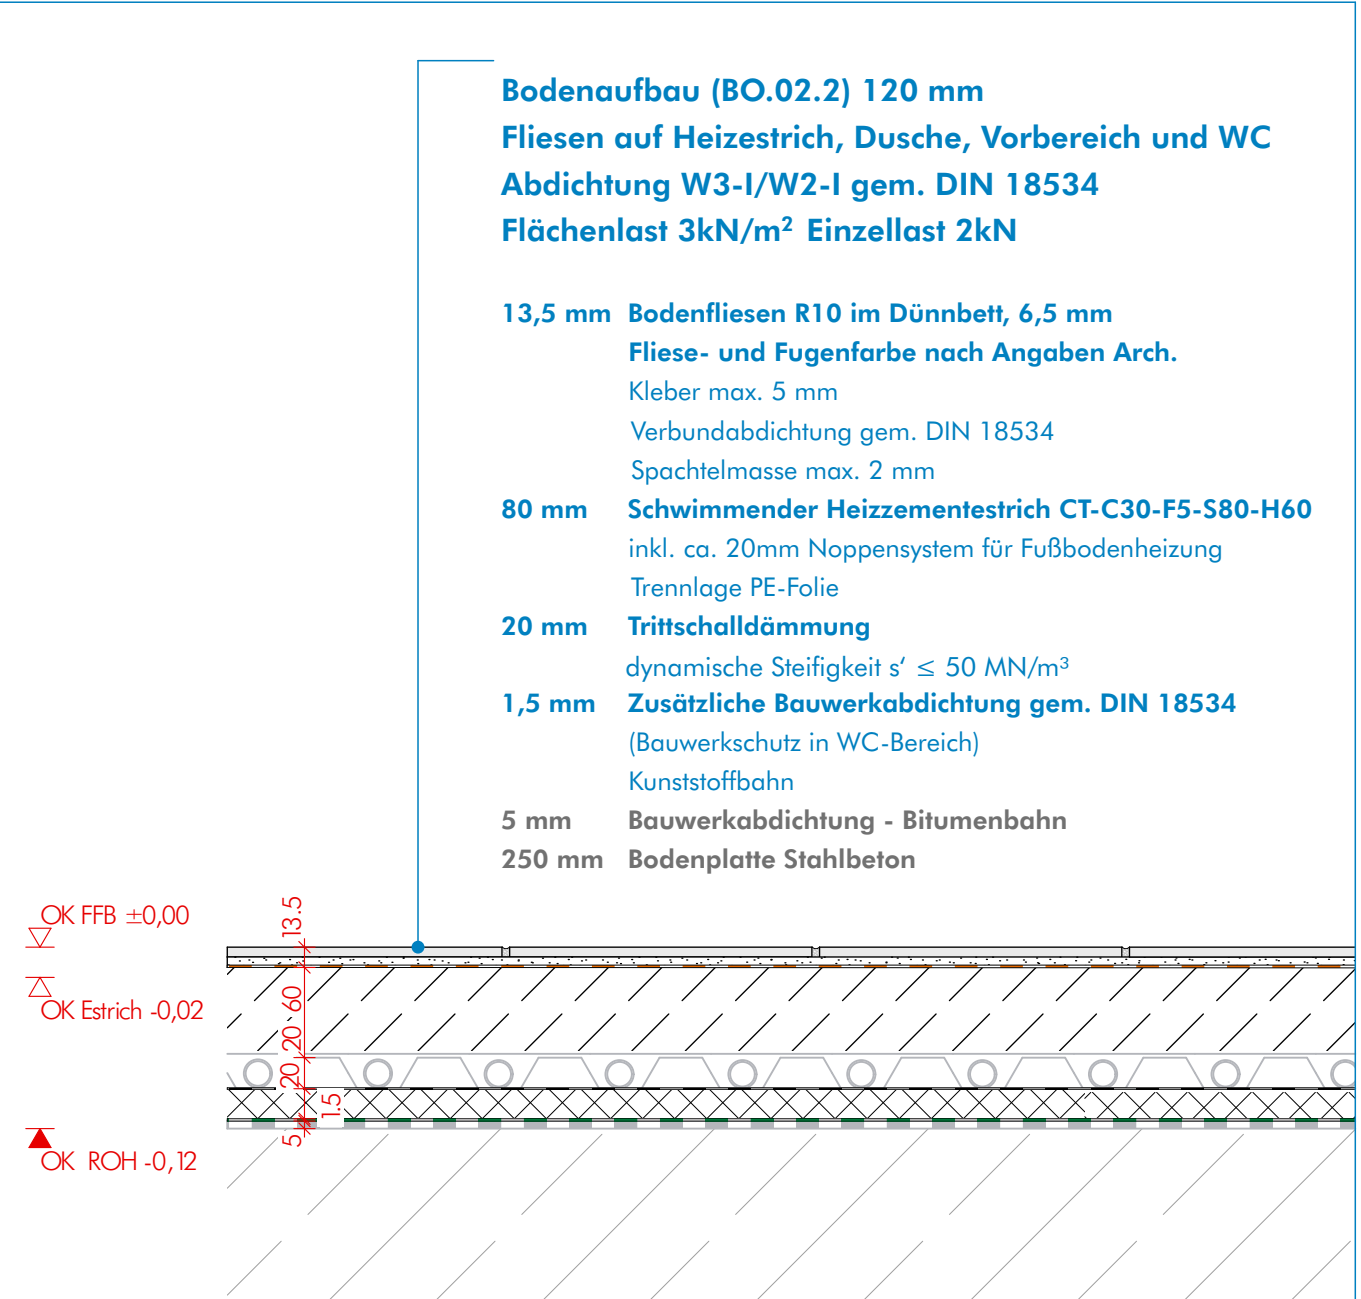 Bodenaufbau (BO.02.2) 120 mm
Fliesen auf Heizestrich, Dusche, Vorbereich und WC
Abdichtung W3-I/W2-I gem. DIN 18534
Flächenlast 3kN/m² Einzellast 2kN
13,5 mm Bodenfliesen R10 im Dünnbett, 6,5 mm
Fliese- und Fugenfarbe nach Angaben Arch.
Kleber max. 5 mm
Verbundabdichtung gem. DIN 18534
Spachtelmasse max. 2 mm
80 mm Schwimmender Heizzementestrich CT-C30-F5-S80-H60
inkl. ca. 20mm Noppensystem für Fußbodenheizung
Trennlage PE-Folie
20 mm Trittschalldämmung
dynamische Steifigkeit s‘ ≤ 50 MN/m³
1,5 mm Zusätzliche Bauwerkabdichtung gem. DIN 18534
(Bauwerkschutz in WC-Bereich)
Kunststoffbahn
5 mm Bauwerkabdichtung - Bitumenbahn
250 mm Bodenplatte Stahlbeton
OK FFB ±0,00
OK Estrich -0,02
OK ROH -0,12
13.5
60
20
20
1.5
5